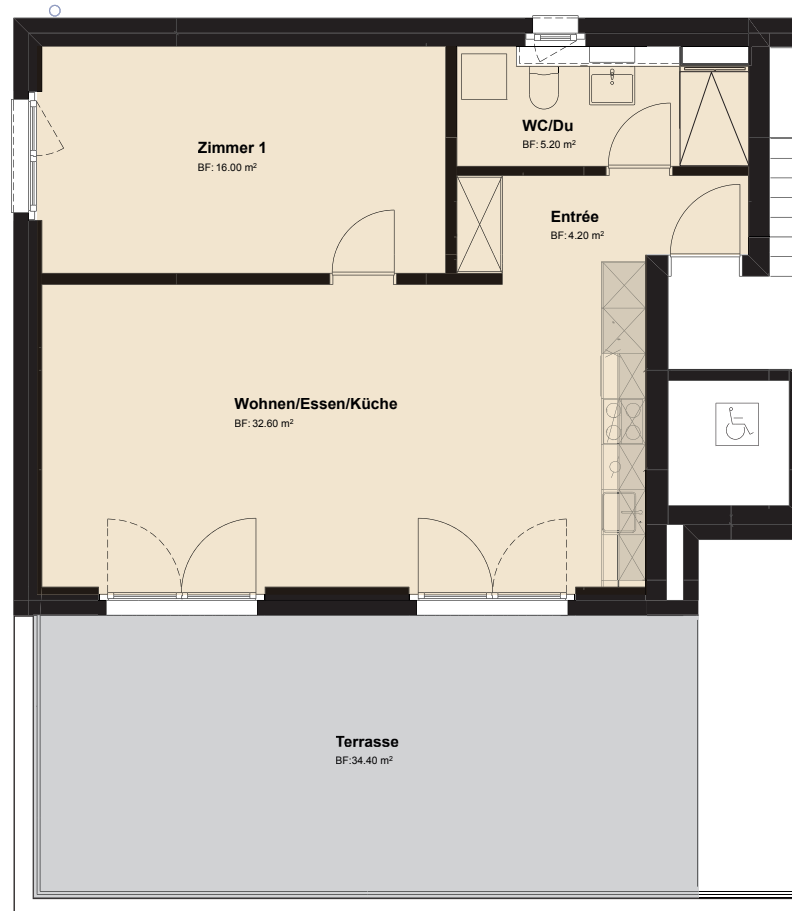 Zimmer 1
BF: 16.00 m²
WC/Du
BF: 5.20 m²
Entrée
BF: 4.20 m²
Wohnen/Essen/Küche
BF: 32.60 m²
Terrasse
BF:34.40 m²